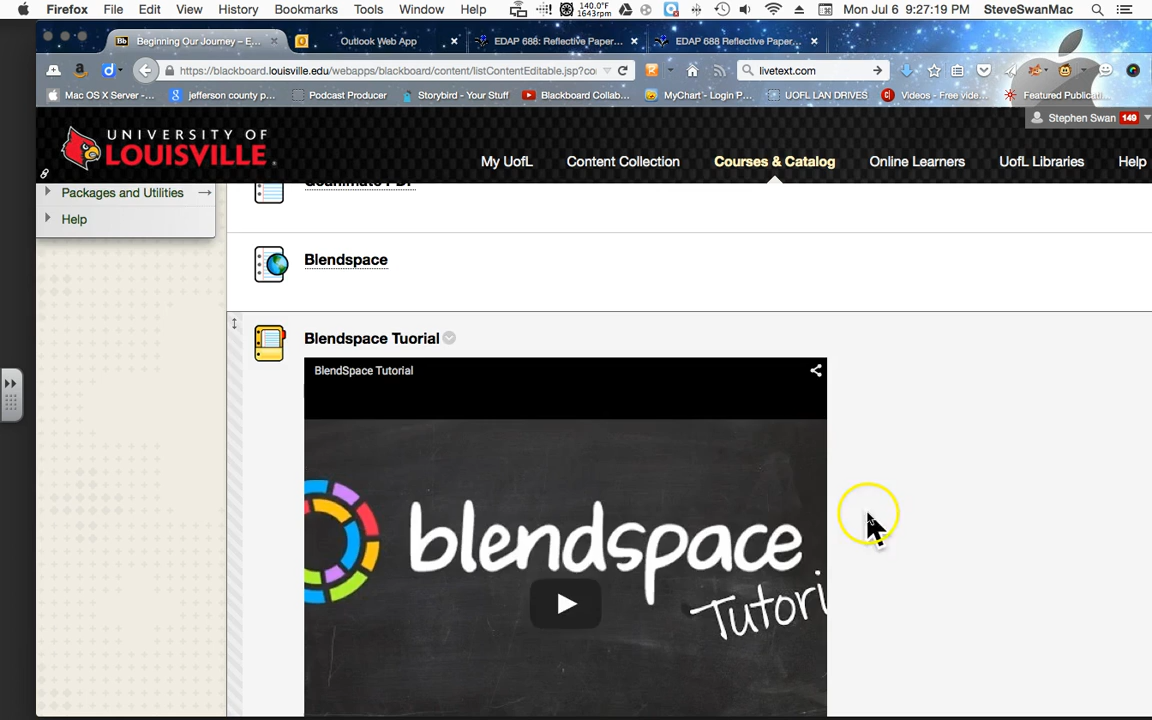 Firefox File Edit View History Bookmarks Tools Window Help 140.0°F 1643rpm Mon Jul 6 9:27:19 PM SteveSwanMac
Bb Beginning Our Journey – E... Outlook Web App EDAP 688: Reflective Paper... EDAP 688 Reflective Paper...
https://blackboard.louisville.edu/webapps/blackboard/content/listContentEditable.jsp?co livetext.com
Mac OS X Server -... jefferson county p... Podcast Producer Storybird - Your Stuff Blackboard Collab... MyChart - Login P... UOFL LAN DRIVES Videos - Free vide... Featured Publicati...
Stephen Swan 149
UNIVERSITY OF
LOUISVILLE.
My UofL Content Collection Courses & Catalog Online Learners UofL Libraries Help
Packages and Utilities
Help
Blendspace
Blendspace Tuorial
BlendSpace Tutorial
blendspace